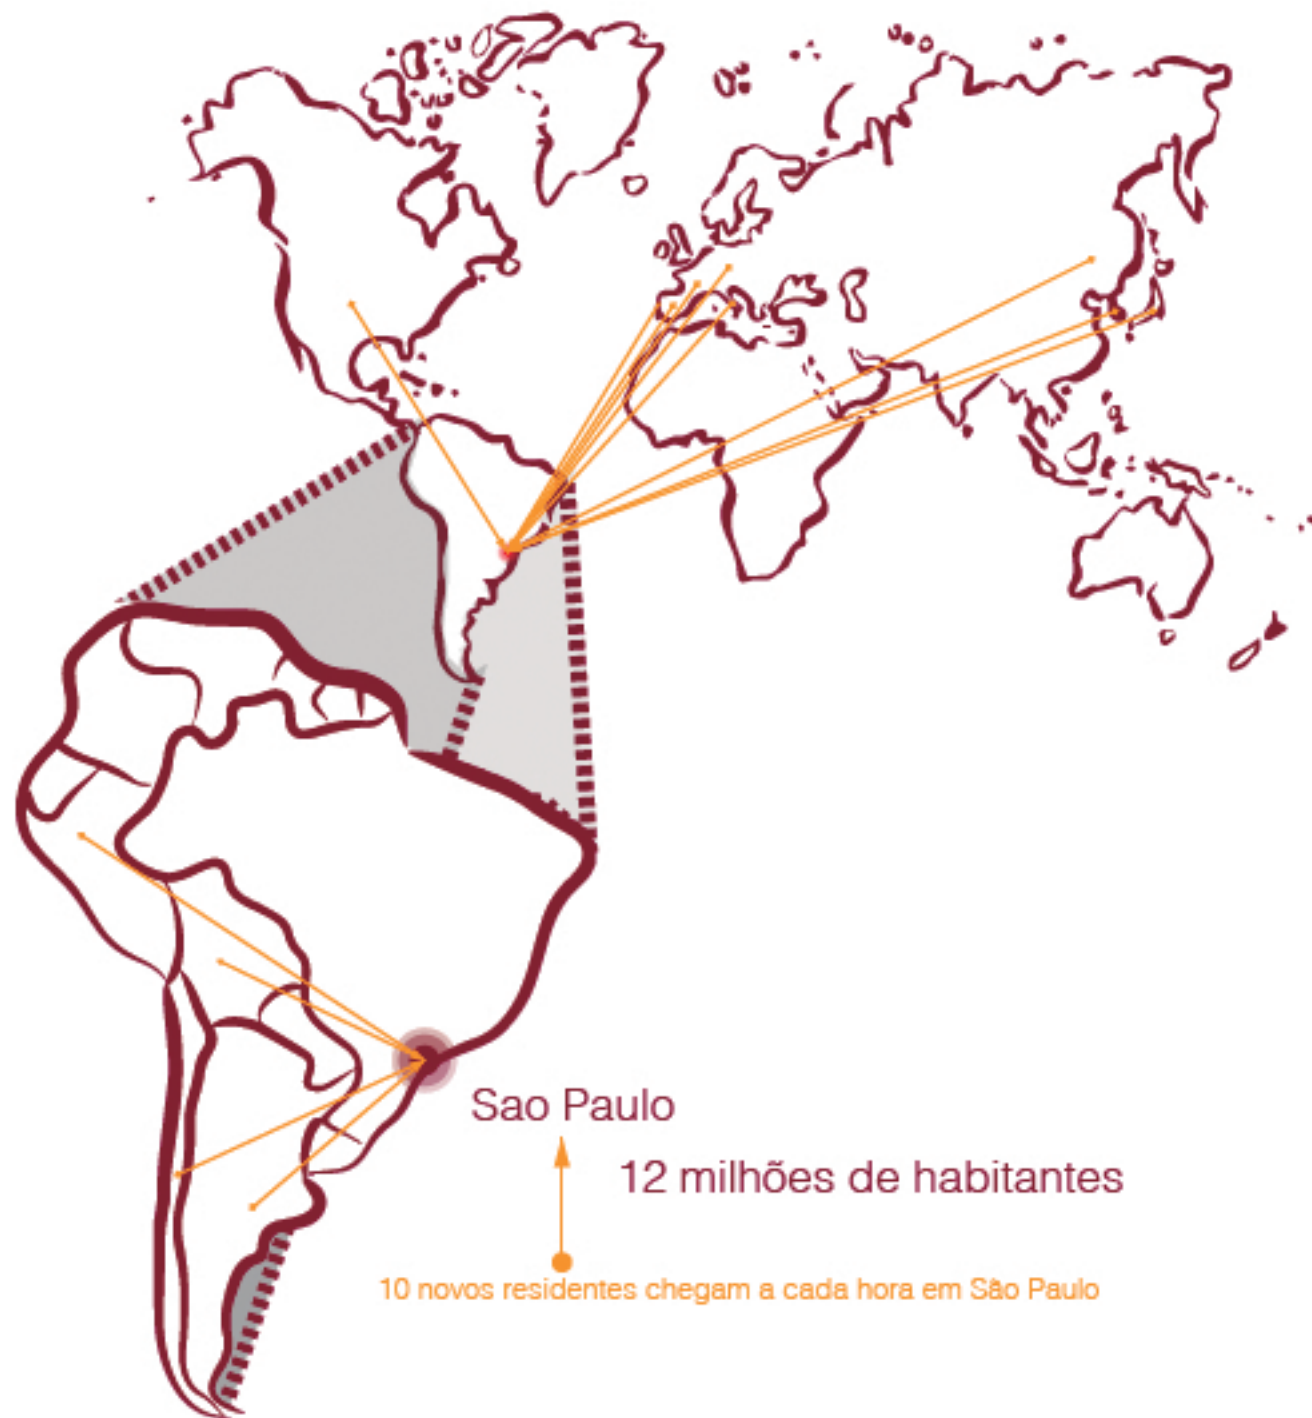 Sao Paulo
12 milhões de habitantes
10 novos residentes chegam a cada hora em São Paulo